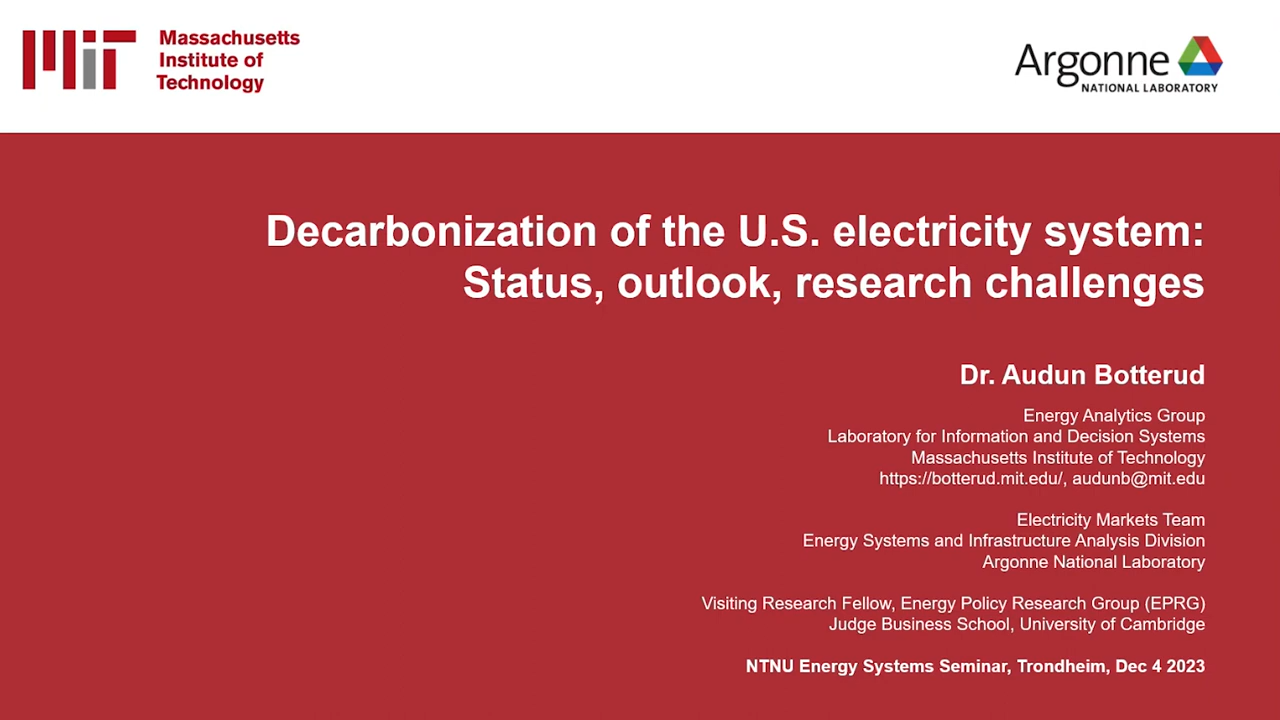 MIT
Massachusetts
Institute of
Technology
Argonne
NATIONAL LABORATORY
Decarbonization of the U.S. electricity system:
Status, outlook, research challenges
Dr. Audun Botterud
Energy Analytics Group
Laboratory for Information and Decision Systems
Massachusetts Institute of Technology
https://botterud.mit.edu/, audunb@mit.edu
Electricity Markets Team
Energy Systems and Infrastructure Analysis Division
Argonne National Laboratory
Visiting Research Fellow, Energy Policy Research Group (EPRG)
Judge Business School, University of Cambridge
NTNU Energy Systems Seminar, Trondheim, Dec 4 2023